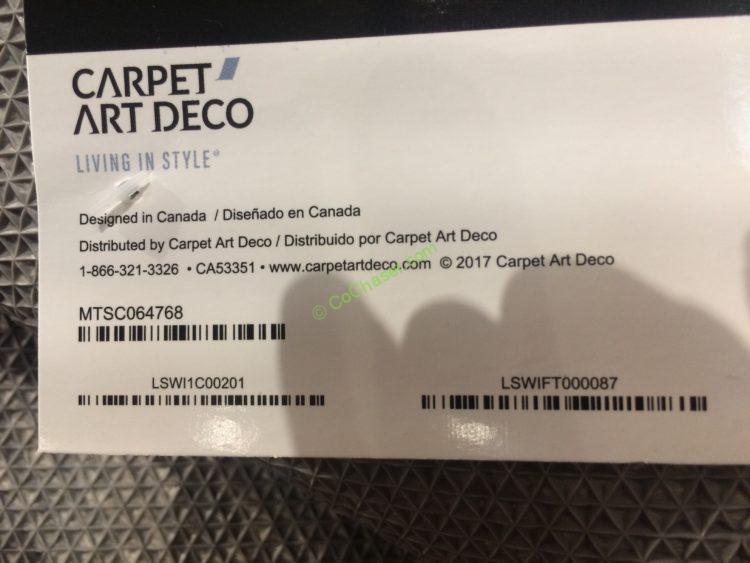 CARPET
ART DECO
LIVING IN STYLE®
Designed in Canada / Diseñado en Canada
Distributed by Carpet Art Deco / Distribuido por Carpet Art Deco
1-866-321-3326 • CA53351 • www.carpetartdeco.com © 2017 Carpet Art Deco
© CoChaser.com
MTSC064768
LSWI1C00201
LSWIFT000087